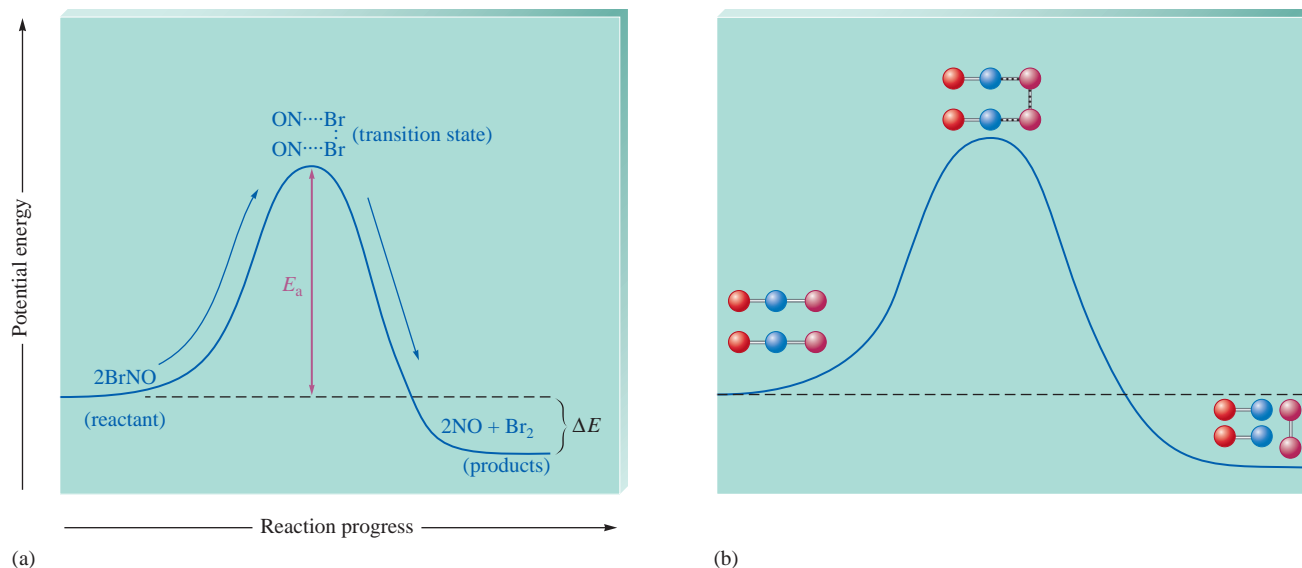 Potential energy
ON····Br
⋮ (transition state)
ON····Br
Eₐ
2BrNO
(reactant)
2NO + Br₂
ΔE
(products)
Reaction progress
(a)
(b)